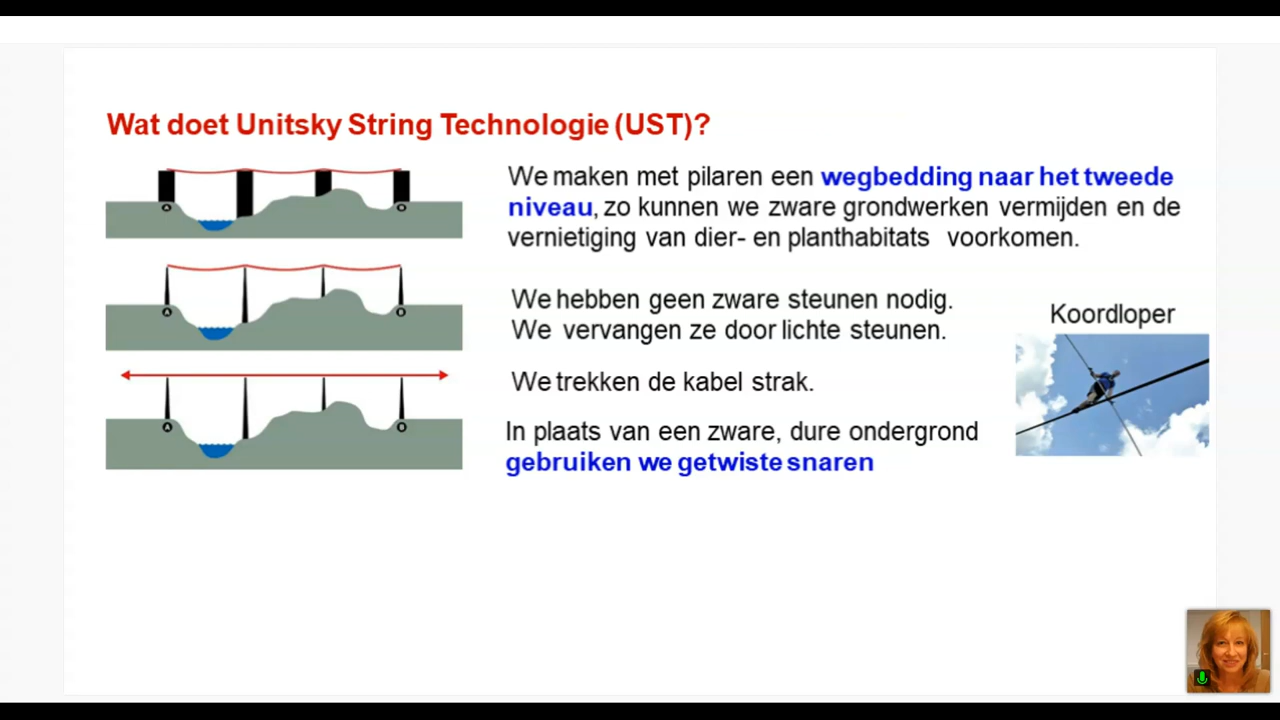 Wat doet Unitsky String Technologie (UST)?
We maken met pilaren een wegbedding naar het tweede
niveau, zo kunnen we zware grondwerken vermijden en de
vernietiging van dier- en planthabitats voorkomen.
We hebben geen zware steunen nodig.
We vervangen ze door lichte steunen.
Koordloper
We trekken de kabel strak.
In plaats van een zware, dure ondergrond
gebruiken we getwiste snaren